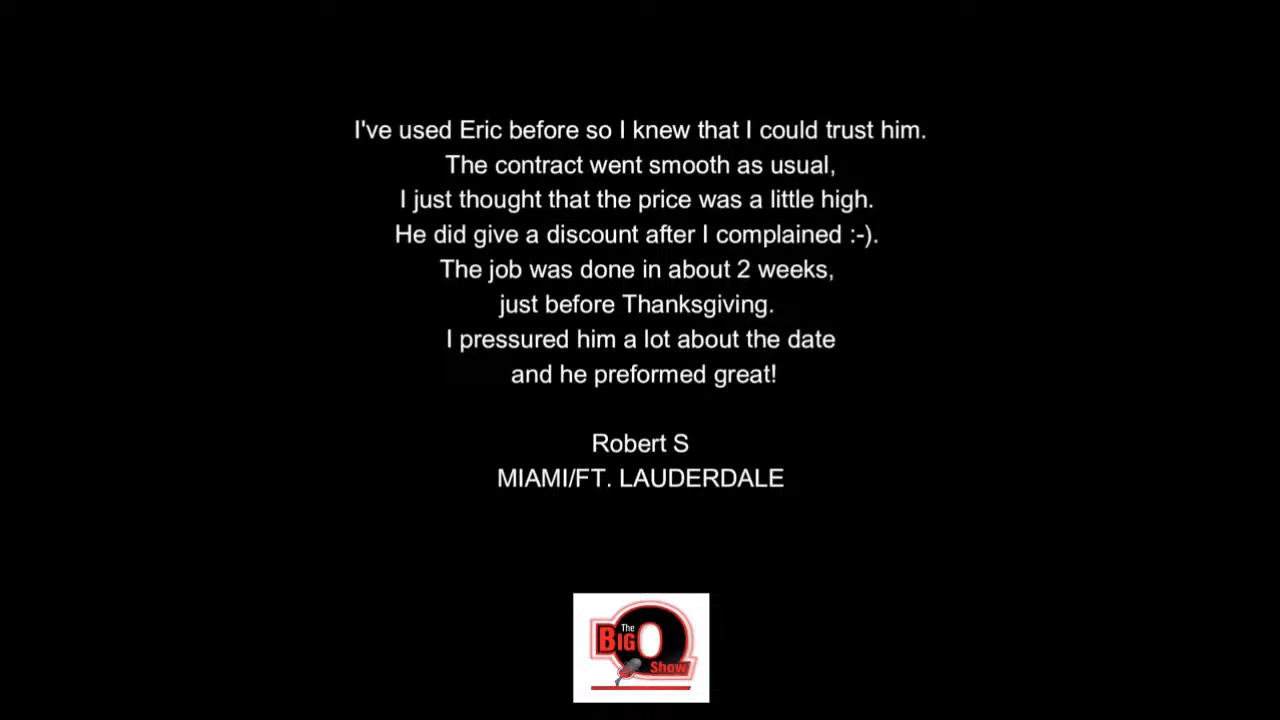 I've used Eric before so I knew that I could trust him.
The contract went smooth as usual,
I just thought that the price was a little high.
He did give a discount after I complained :-).
The job was done in about 2 weeks,
just before Thanksgiving.
I pressured him a lot about the date
and he preformed great!
Robert S
MIAMI/FT. LAUDERDALE
The
BIG O
Show